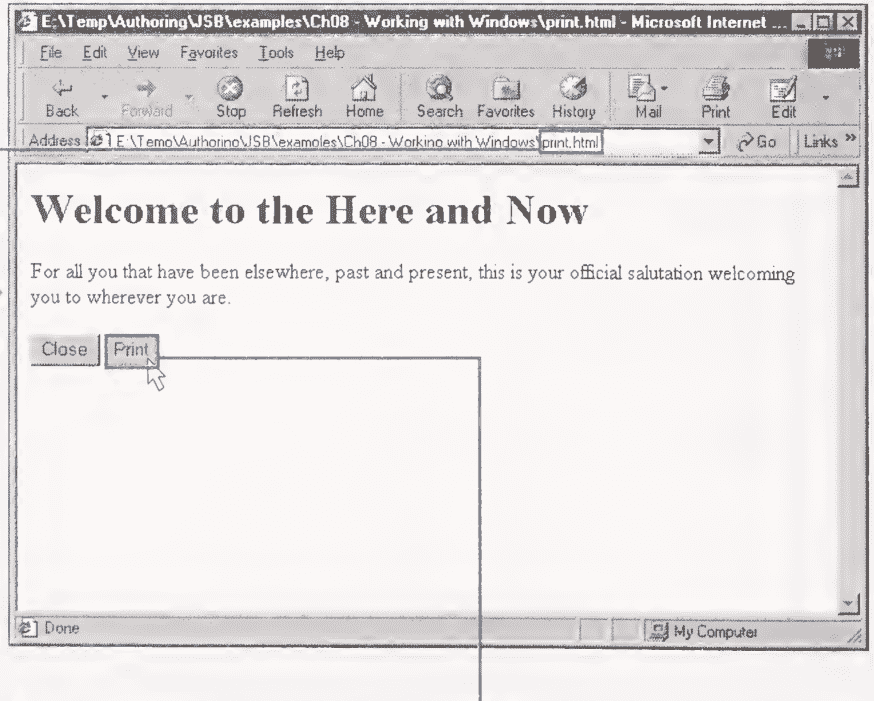 E:\Temp\Authoring\JSB\examples\Ch08 - Working with Windows\print.html - Microsoft Internet ...
File Edit View Favorites Tools Help
Back Forward Stop Refresh Home Search Favorites History Mail Print Edit
Address E:\Temp\Authoring\JSB\examples\Ch08 - Working with Windows\print.html Go Links »
Welcome to the Here and Now
For all you that have been elsewhere, past and present, this is your official salutation welcoming
you to wherever you are.
Close Print
Done My Computer